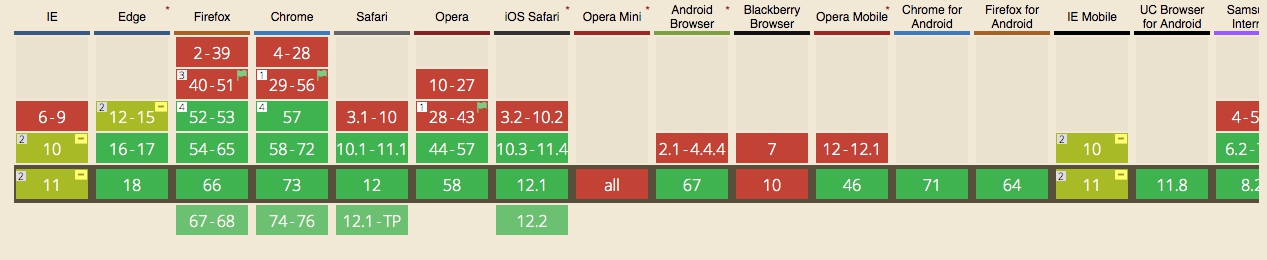 IE Edge * Firefox Chrome Safari Opera iOS Safari * Opera Mini * Android Browser * Blackberry Browser Opera Mobile * Chrome for Android Firefox for Android IE Mobile UC Browser for Android
2-39 4-28
3 40-51 1 29-56 10-27
6-9 2 12-15 4 52-53 4 57 3.1-10 1 28-43 3.2-10.2
2 10 16-17 54-65 58-72 10.1-11.1 44-57 10.3-11.4 2.1-4.4.4 7 12-12.1 2 10
2 11 18 66 73 12 58 12.1 all 67 10 46 71 64 2 11 11.8 8.2
67-68 74-76 12.1-TP 12.2